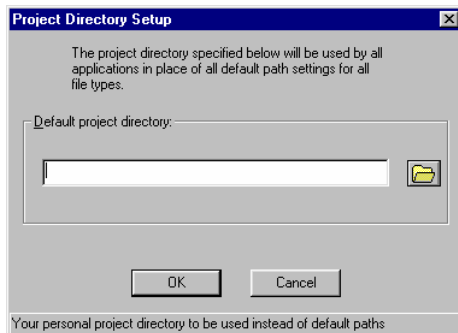 Project Directory Setup
The project directory specified below will be used by all
applications in place of all default path settings for all
file types.
Default project directory:
OK
Cancel
Your personal project directory to be used instead of default paths